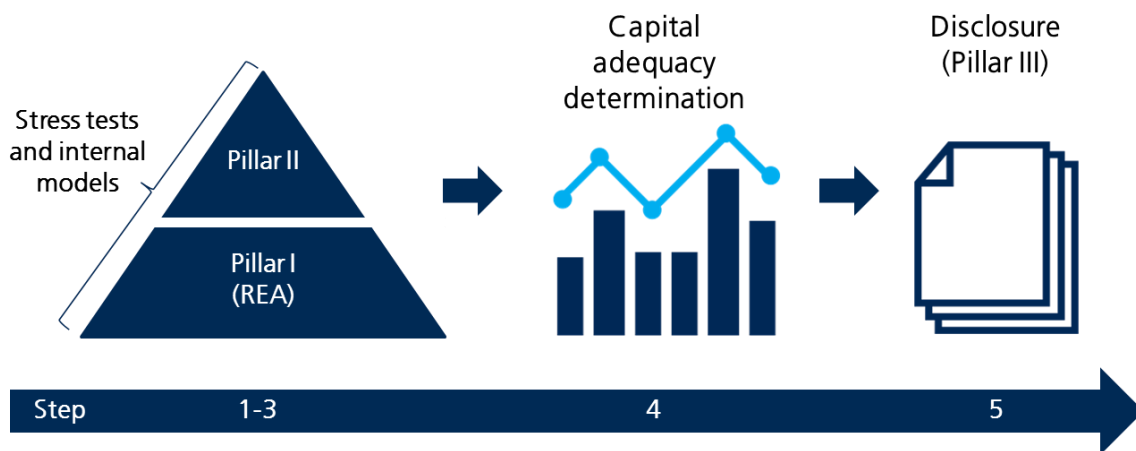 Stress tests
and internal
models
Pillar II
Pillar I
(REA)
Capital
adequacy
determination
Disclosure
(Pillar III)
Step 1-3 4 5